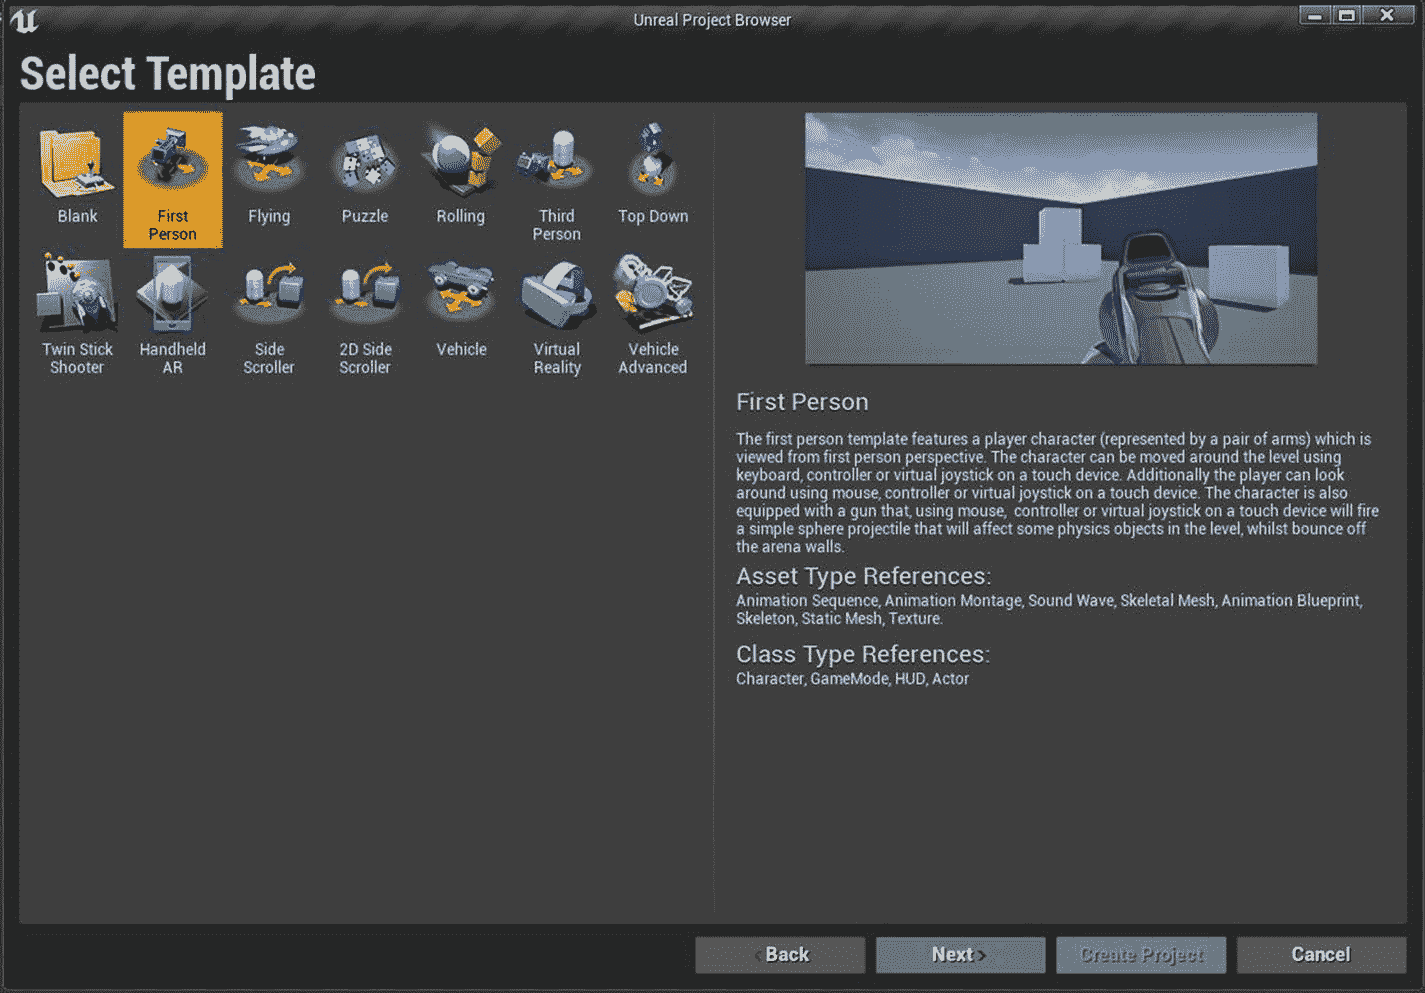 Unreal Project Browser
Select Template
Blank
First
Person
Flying
Puzzle
Rolling
Third
Person
Top Down
Twin Stick
Shooter
Handheld
AR
Side
Scroller
2D Side
Scroller
Vehicle
Virtual
Reality
Vehicle
Advanced
First Person
The first person template features a player character (represented by a pair of arms) which is
viewed from first person perspective. The character can be moved around the level using
keyboard, controller or virtual joystick on a touch device. Additionally the player can look
around using mouse, controller or virtual joystick on a touch device. The character is also
equipped with a gun that, using mouse, controller or virtual joystick on a touch device will fire
a simple sphere projectile that will affect some physics objects in the level, whilst bounce off
the arena walls.
Asset Type References:
Animation Sequence, Animation Montage, Sound Wave, Skeletal Mesh, Animation Blueprint,
Skeleton, Static Mesh, Texture.
Class Type References:
Character, GameMode, HUD, Actor
< Back
Next >
Create Project
Cancel